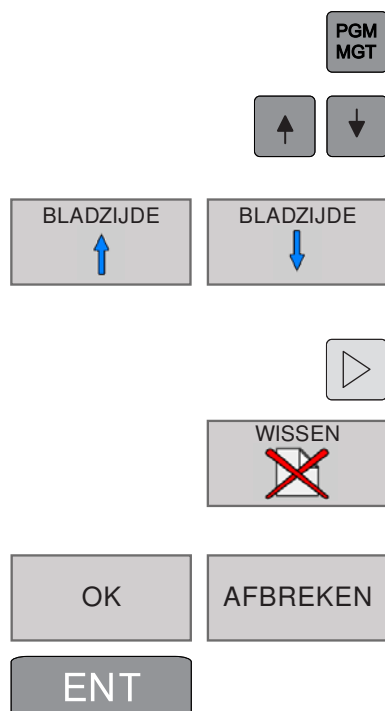 PGM
MGT
BLADZIJDE BLADZIJDE
WISSEN
OK AFBREKEN
ENT